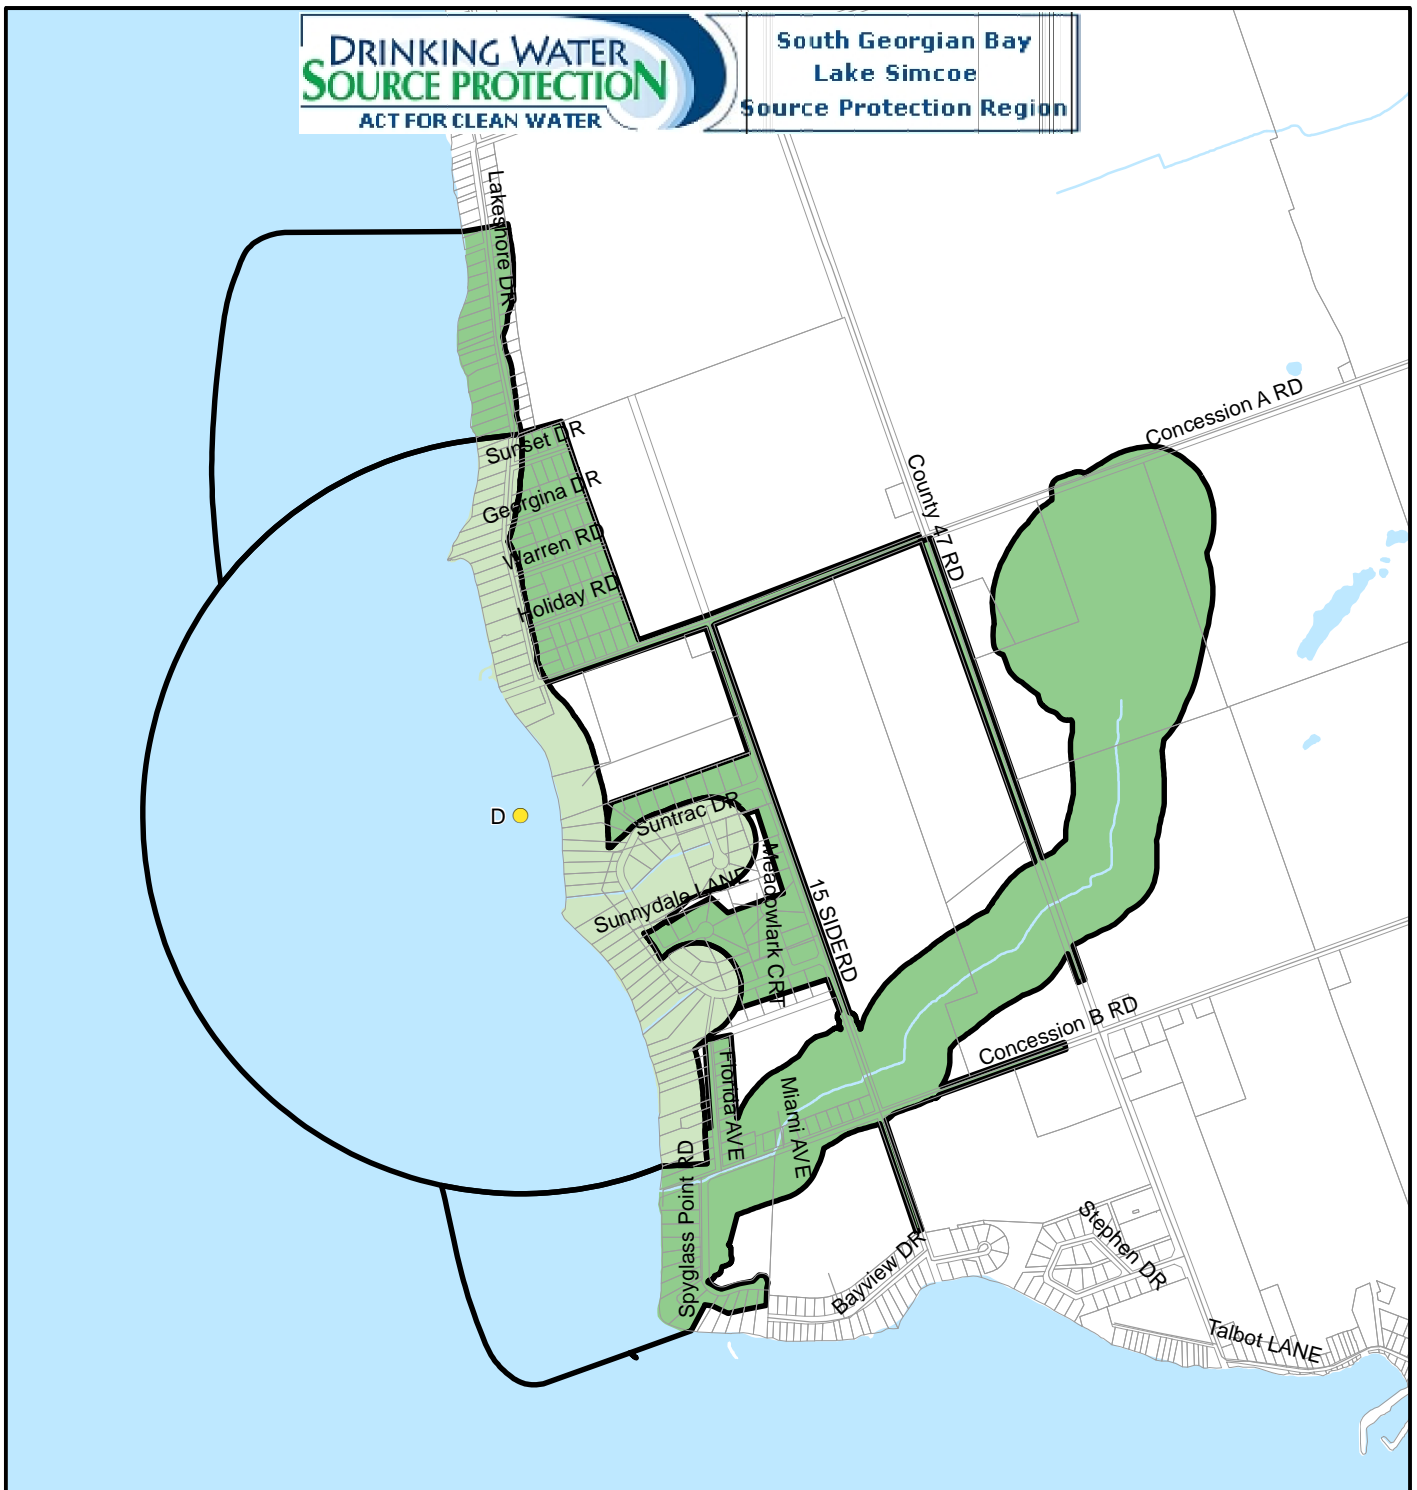 DRINKING WATER
SOURCE PROTECTION
ACT FOR CLEAN WATER
South Georgian Bay
Lake Simcoe
Source Protection Region
Lakeshore DR
Concession A RD
Sunset DR
Georgina DR
County 47 RD
Warren RD
Holiday RD
D
Suntrac DR
Meadowlark CRT
Sunnydale LANE
15 SIDERD
Concession B RD
Florida AVE
Miami AVE
Spyglass Point RD
Bayview DR
Stephen DR
Talbot LANE